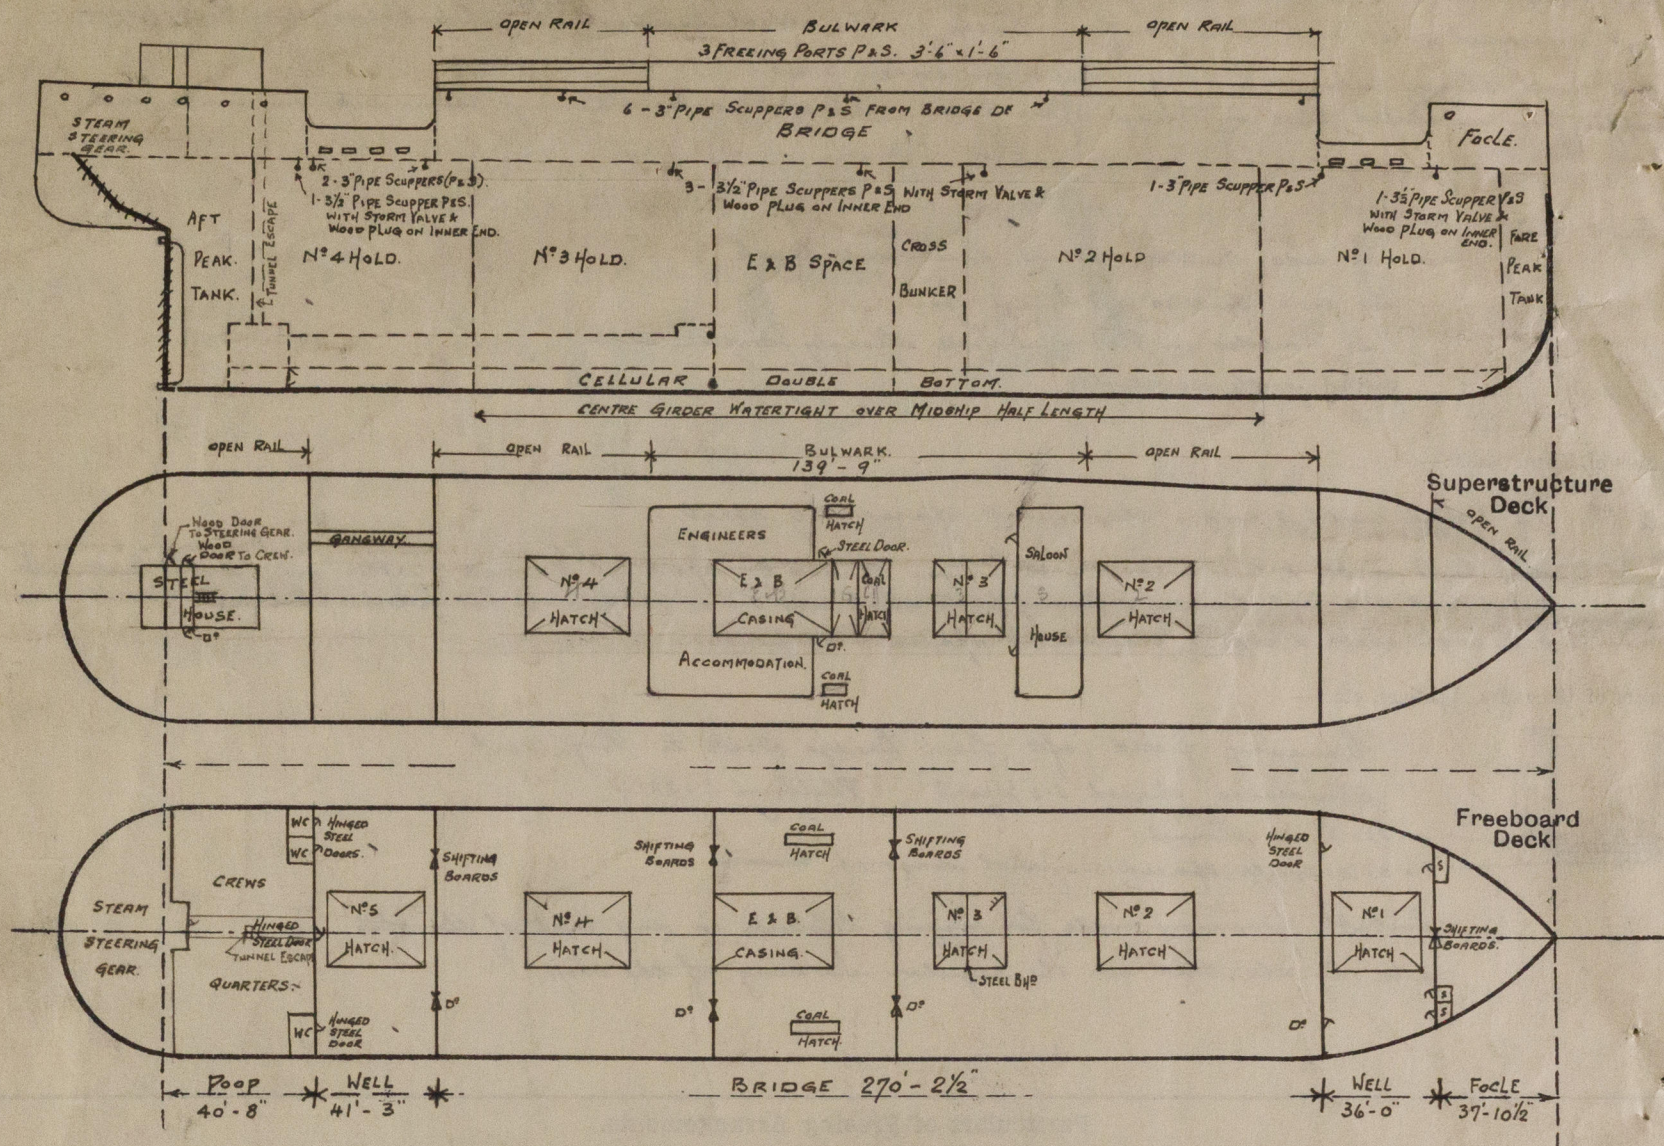 OPEN RAIL
BULWARK
OPEN RAIL
3 FREEING PORTS P&S. 3'-6" x 1'-6"
6 - 3" PIPE SCUPPERS P&S FROM BRIDGE Dk
BRIDGE
STEAM
STEERING
GEAR.
FOCLE.
2 - 3" PIPE SCUPPERS (P&S).
1 - 3½" PIPE SCUPPER P&S.
WITH STORM VALVE &
WOOD PLUG ON INNER END.
3 - 3½" PIPE SCUPPERS P&S WITH STORM VALVE &
WOOD PLUG ON INNER END
1 - 3" PIPE SCUPPER P&S
1 - 3½" PIPE SCUPPER P&S
WITH STORM VALVE &
WOOD PLUG ON INNER
END.
AFT
PEAK.
TANK.
TUNNEL ESCAPE
Nº 4 HOLD.
Nº 3 HOLD.
E & B SPACE
CROSS
BUNKER
Nº 2 HOLD
Nº 1 HOLD.
FORE
PEAK
TANK
CELLULAR DOUBLE BOTTOM.
CENTRE GIRDER WATERTIGHT OVER MIDSHIP HALF LENGTH
OPEN RAIL
OPEN RAIL
BULWARK.
139'-9"
OPEN RAIL
Superstructure
Deck
OPEN RAIL
WOOD DOOR
TO STEERING GEAR.
WOOD
DOOR TO CREW.
STEEL
HOUSE.
Dº
GANGWAY
Nº 4
HATCH
ENGINEERS
ACCOMMODATION.
E & B
CASING
COAL
HATCH
STEEL DOOR.
COAL
HATCH
Dº
COAL
HATCH
Nº 3
HATCH
SALOON
HOUSE
Nº 2
HATCH
Freeboard
Deck
WC
WC
HINGED
STEEL
DOORS.
CREWS
QUARTERS:-
STEAM
STEERING
GEAR.
HINGED
STEEL DOOR
TUNNEL ESCAPE
WC
HINGED
STEEL
DOOR
Nº 5
HATCH
SHIFTING
BOARDS
Dº
Nº 4
HATCH
SHIFTING
BOARDS
Dº
COAL
HATCH
E & B.
CASING.
COAL
HATCH.
SHIFTING
BOARDS
Dº
Nº 3
HATCH
STEEL BHD
Nº 2
HATCH
HINGED
STEEL
DOOR
Dº
Nº 1
HATCH
S
SHIFTING
BOARDS.
S
S
POOP
40'-8"
WELL
41'-3"
BRIDGE 270'-2½"
WELL
36'-0"
FOCLE
37'-10½"